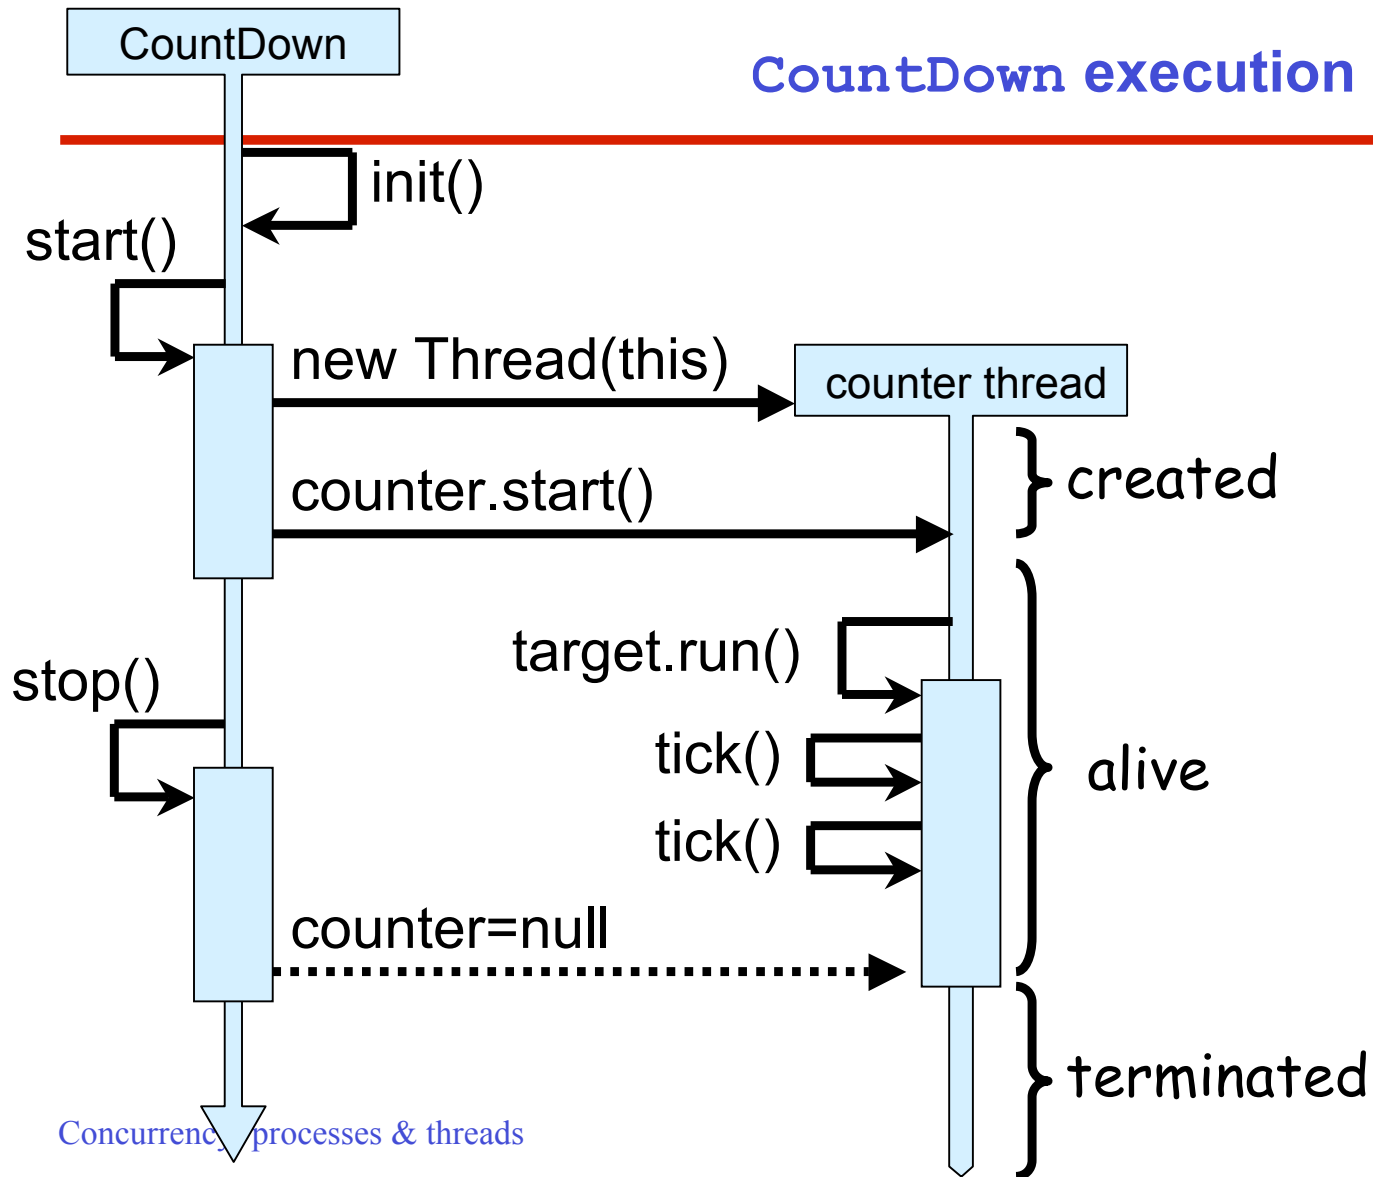 CountDown
CountDown execution
init()
start()
new Thread(this)
counter thread
created
counter.start()
target.run()
stop()
tick()
alive
tick()
counter=null
terminated
Concurrency processes & threads